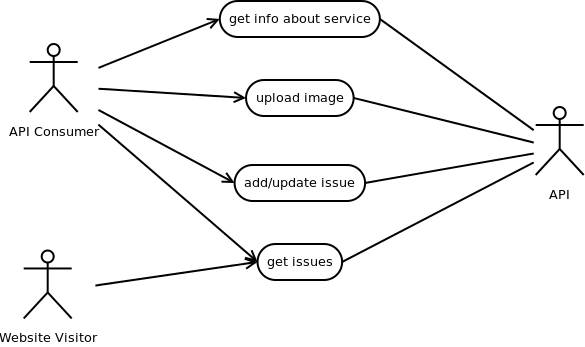 get info about service
upload image
API Consumer
add/update issue
API
get issues
Website Visitor